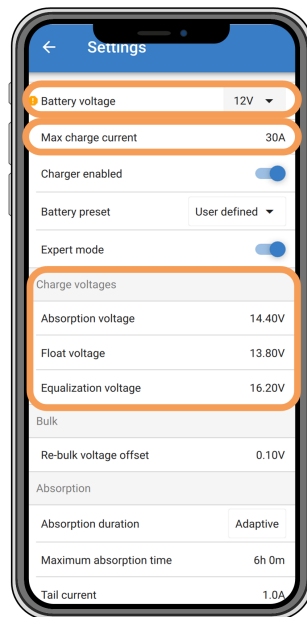 Settings
Battery voltage 12V
Max charge current 30A
Charger enabled
Battery preset User defined
Expert mode
Charge voltages
Absorption voltage 14.40V
Float voltage 13.80V
Equalization voltage 16.20V
Bulk
Re-bulk voltage offset 0.10V
Absorption
Absorption duration Adaptive
Maximum absorption time 6h 0m
Tail current 1.0A